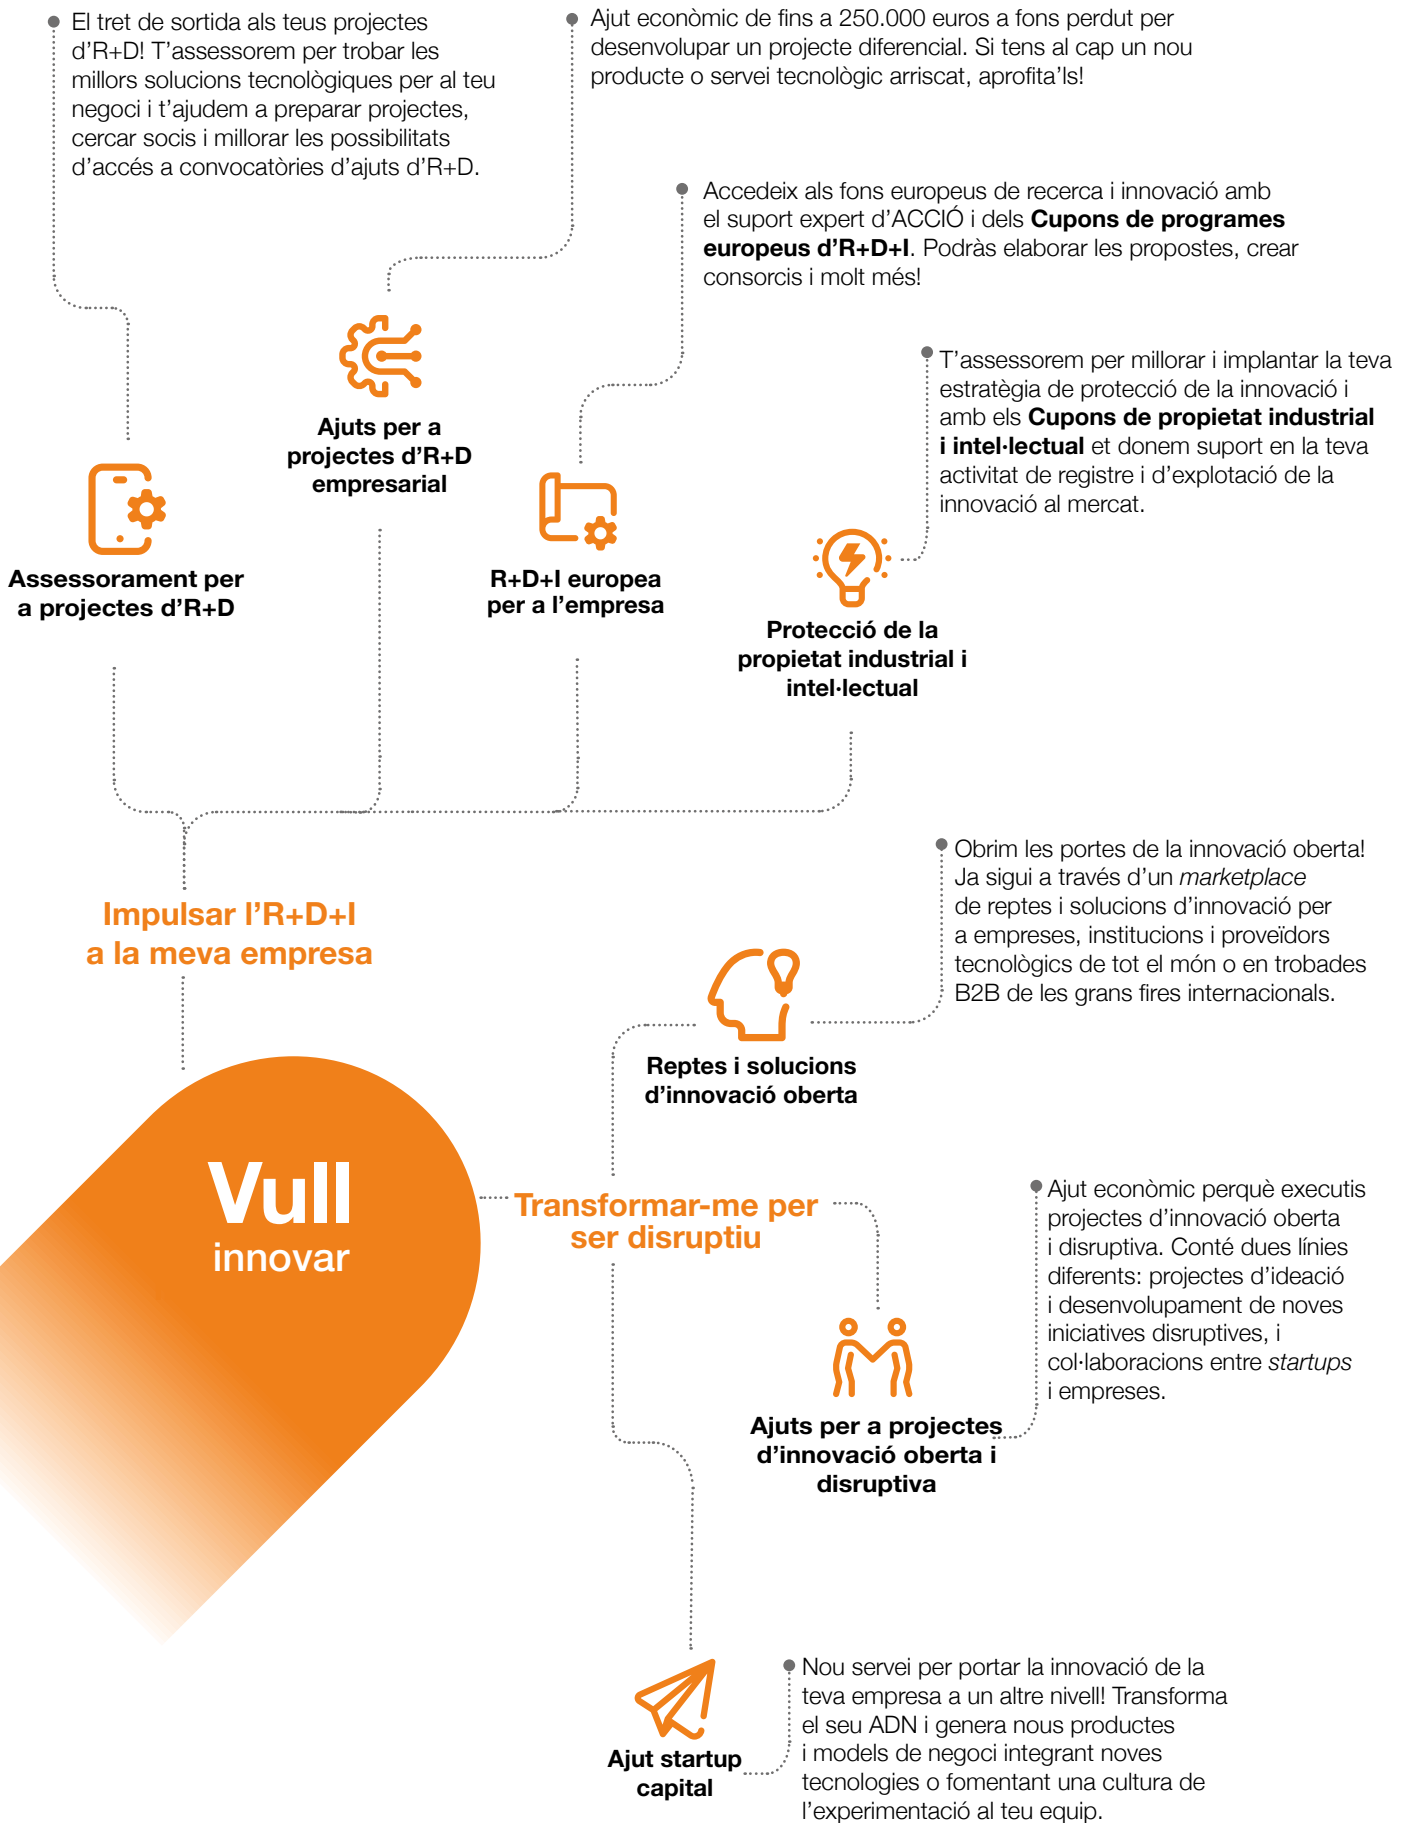 El tret de sortida als teus projectes
d’R+D! T’assessorem per trobar les
millors solucions tecnològiques per al teu
negoci i t’ajudem a preparar projectes,
cercar socis i millorar les possibilitats
d’accés a convocatòries d’ajuts d’R+D.
Ajut econòmic de fins a 250.000 euros a fons perdut per
desenvolupar un projecte diferencial. Si tens al cap un nou
producte o servei tecnològic arriscat, aprofita’ls!
Accedeix als fons europeus de recerca i innovació amb
el suport expert d’ACCIÓ i dels Cupons de programes
europeus d’R+D+I. Podràs elaborar les propostes, crear
consorcis i molt més!
T’assessorem per millorar i implantar la teva
estratègia de protecció de la innovació i
amb els Cupons de propietat industrial
i intel·lectual et donem suport en la teva
activitat de registre i d’explotació de la
innovació al mercat.
Ajuts per a
projectes d’R+D
empresarial
Assessorament per
a projectes d’R+D
R+D+I europea
per a l’empresa
Protecció de la
propietat industrial i
intel·lectual
Impulsar l’R+D+I
a la meva empresa
Obrim les portes de la innovació oberta!
Ja sigui a través d’un marketplace
de reptes i solucions d’innovació per
a empreses, institucions i proveïdors
tecnològics de tot el món o en trobades
B2B de les grans fires internacionals.
Reptes i solucions
d’innovació oberta
Vull
innovar
Transformar-me per
ser disruptiu
Ajut econòmic perquè executis
projectes d’innovació oberta
i disruptiva. Conté dues línies
diferents: projectes d’ideació
i desenvolupament de noves
iniciatives disruptives, i
col·laboracions entre startups
i empreses.
Ajuts per a projectes
d’innovació oberta i
disruptiva
Ajut startup
capital
Nou servei per portar la innovació de la
teva empresa a un altre nivell! Transforma
el seu ADN i genera nous productes
i models de negoci integrant noves
tecnologies o fomentant una cultura de
l’experimentació al teu equip.